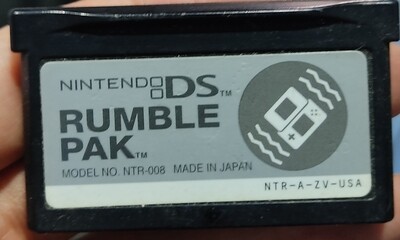 NINTENDO DS™
RUMBLE
PAK™
MODEL NO. NTR-008 MADE IN JAPAN
NTR-A-ZV-USA